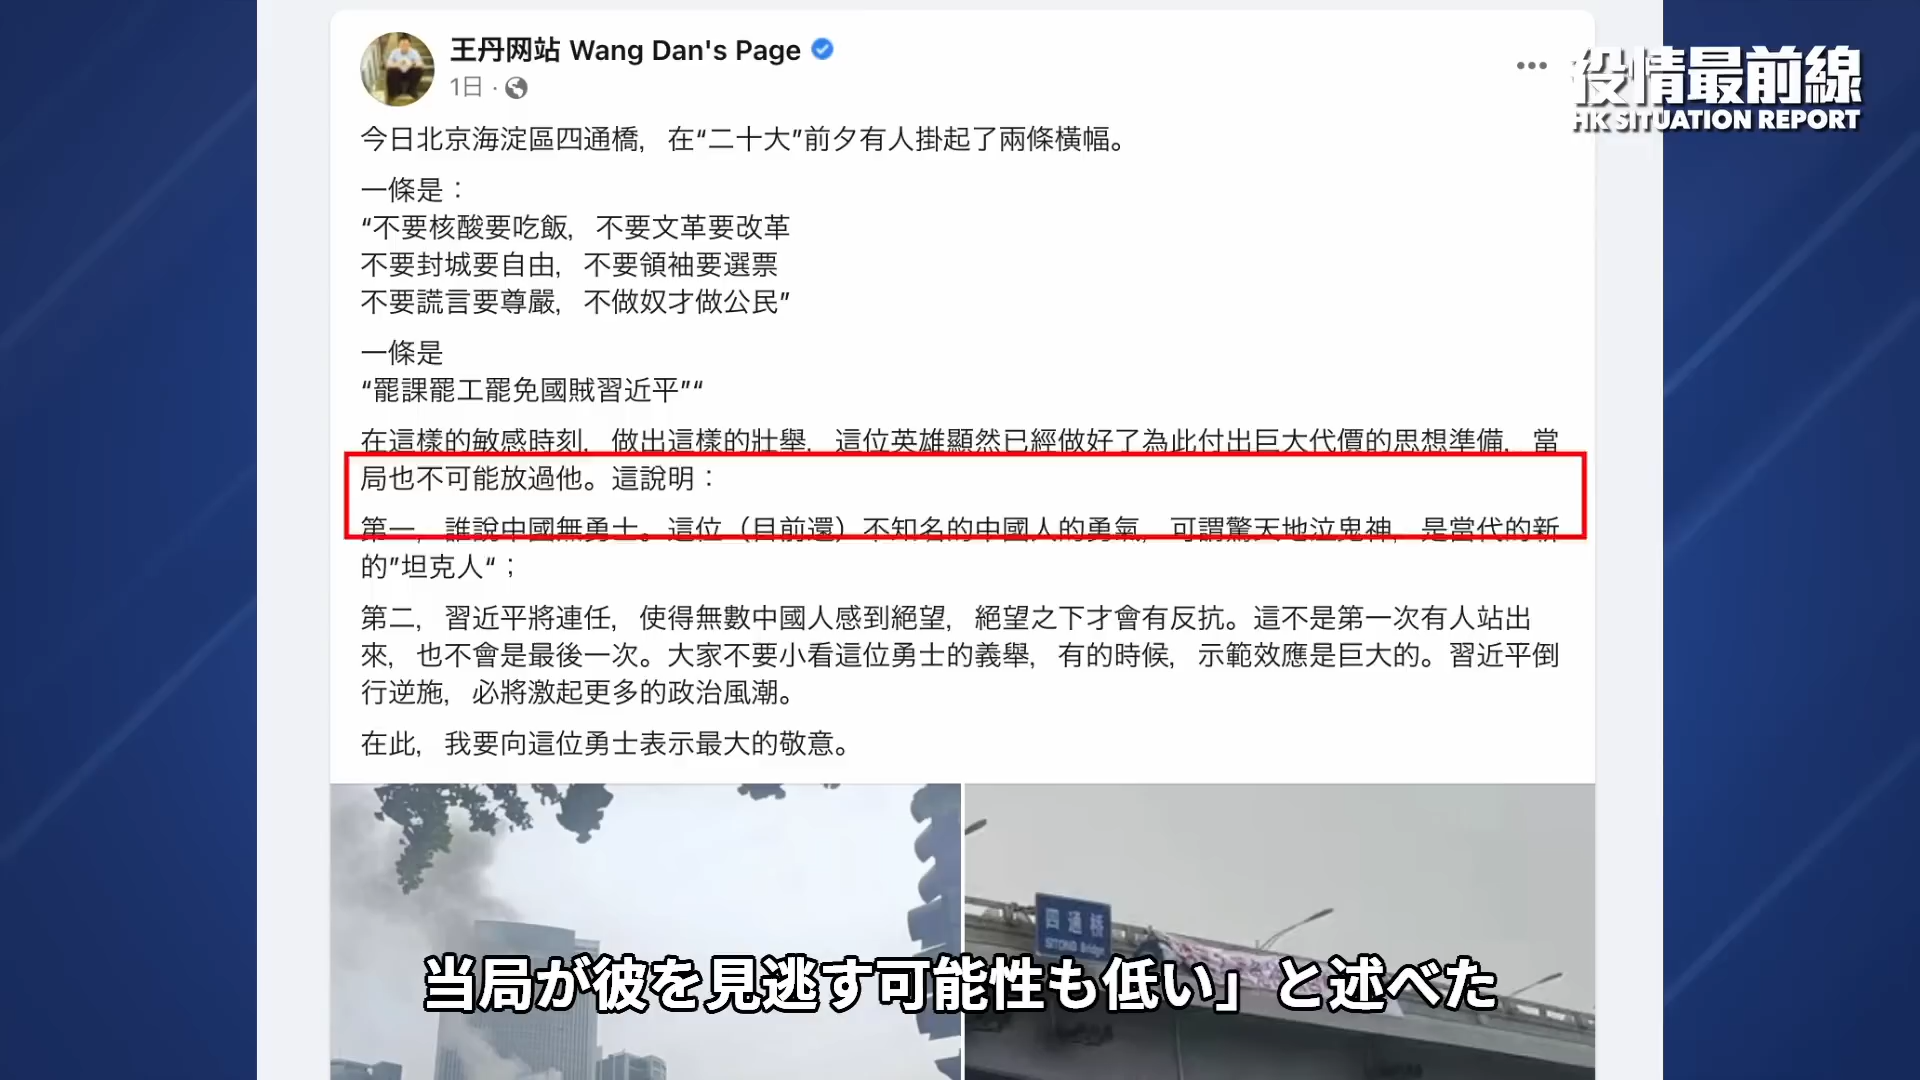 王丹网站 Wang Dan's Page
1日 ·
役情最前線
HK SITUATION REPORT
今日北京海淀區四通橋，在“二十大”前夕有人掛起了兩條橫幅。
一條是：
“不要核酸要吃飯，不要文革要改革
不要封城要自由，不要領袖要選票
不要謊言要尊嚴，不做奴才做公民”
一條是
“罷課罷工罷免國賊習近平”“
在這樣的敏感時刻，做出這樣的壯舉，這位英雄顯然已經做好了為此付出巨大代價的思想準備，當
局也不可能放過他。這說明：
第一，誰說中國無勇士。這位（目前還）不知名的中國人的勇氣，可謂驚天地泣鬼神，是當代的新
的”坦克人“；
第二，習近平將連任，使得無數中國人感到絕望，絕望之下才會有反抗。這不是第一次有人站出
來，也不會是最後一次。大家不要小看這位勇士的義舉，有的時候，示範效應是巨大的。習近平倒
行逆施，必將激起更多的政治風潮。
在此，我要向這位勇士表示最大的敬意。
四通桥
SITONG Bridge
当局が彼を見逃す可能性も低い」と述べた